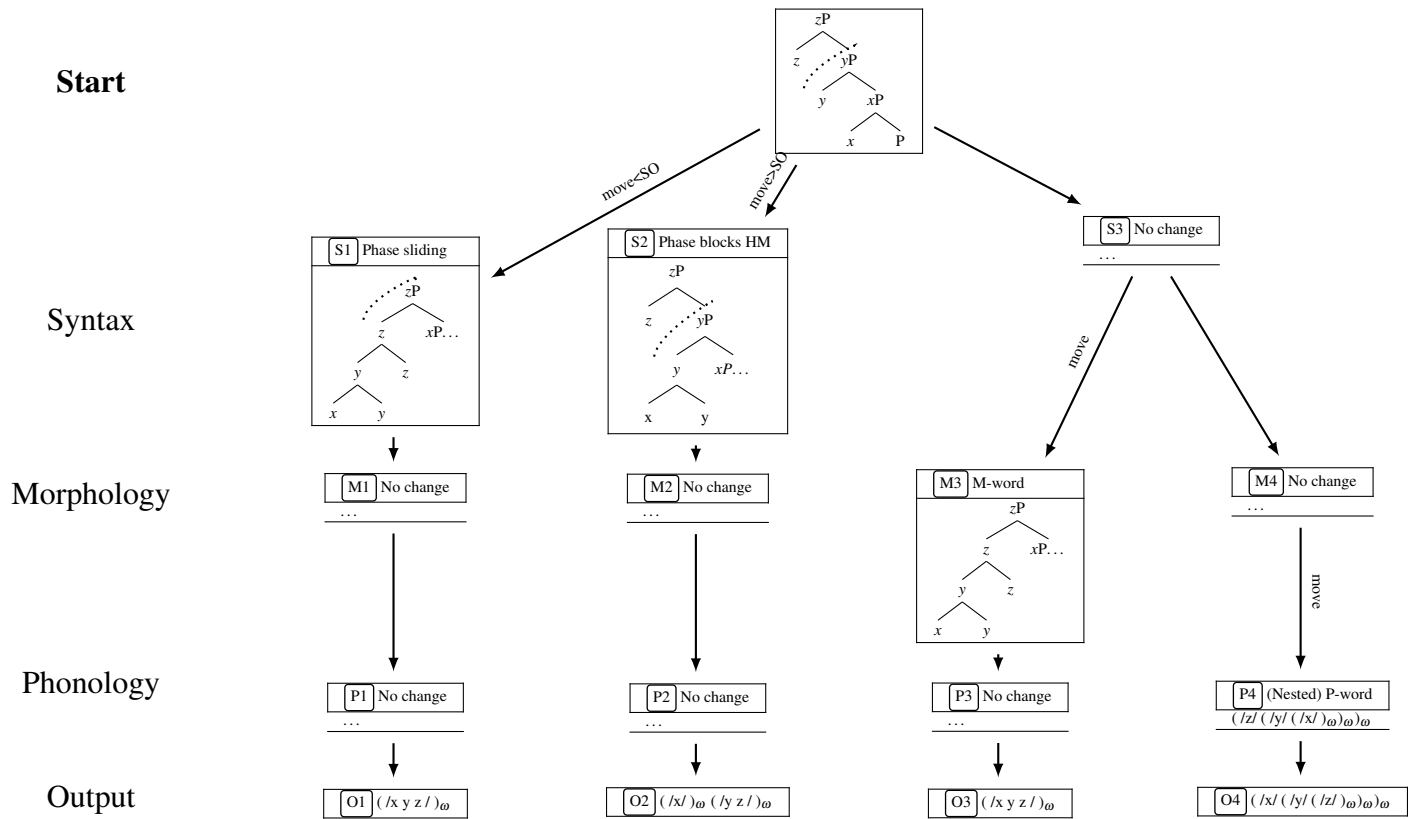 Start
zP
z yP
y xP
x P
move<SO
move>SO
Syntax
S1 Phase sliding
zP
z xP...
y z
x y
S2 Phase blocks HM
zP
z yP
y xP...
x y
S3 No change
...
move
Morphology
M1 No change
...
M2 No change
...
M3 M-word
zP
z xP...
y z
x y
M4 No change
...
move
Phonology
P1 No change
...
P2 No change
...
P3 No change
...
P4 (Nested) P-word
( /z/ ( /y/ ( /x/ )ω)ω)ω
Output
O1 ( /x y z / )ω
O2 ( /x/ )ω ( /y z / )ω
O3 ( /x y z/ )ω
O4 ( /x/ ( /y/ ( /z/ )ω)ω)ω